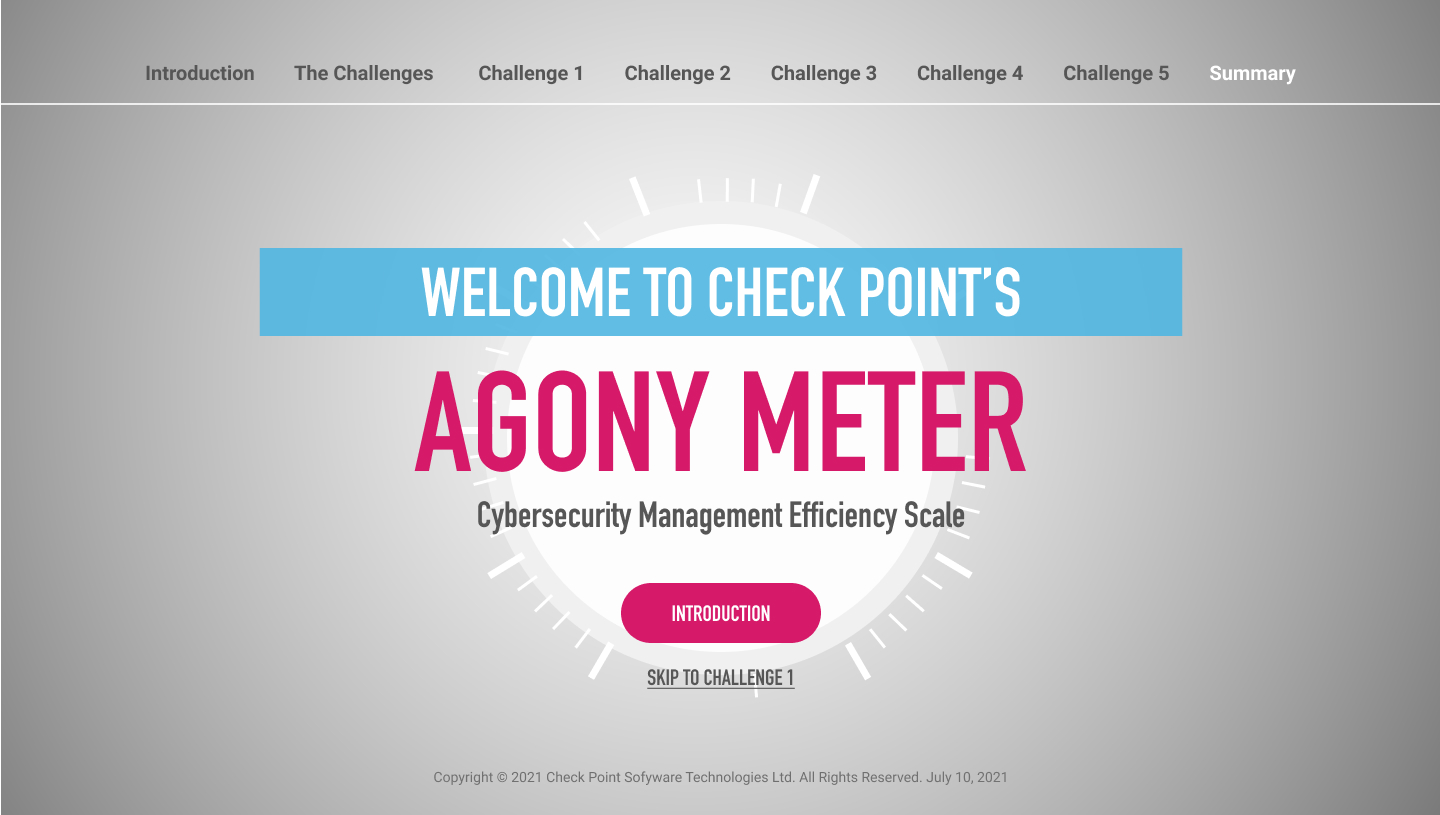 Introduction The Challenges Challenge 1 Challenge 2 Challenge 3 Challenge 4 Challenge 5 Summary
WELCOME TO CHECK POINT’S
AGONY METER
Cybersecurity Management Efficiency Scale
INTRODUCTION
SKIP TO CHALLENGE 1
Copyright © 2021 Check Point Sofyware Technologies Ltd. All Rights Reserved. July 10, 2021